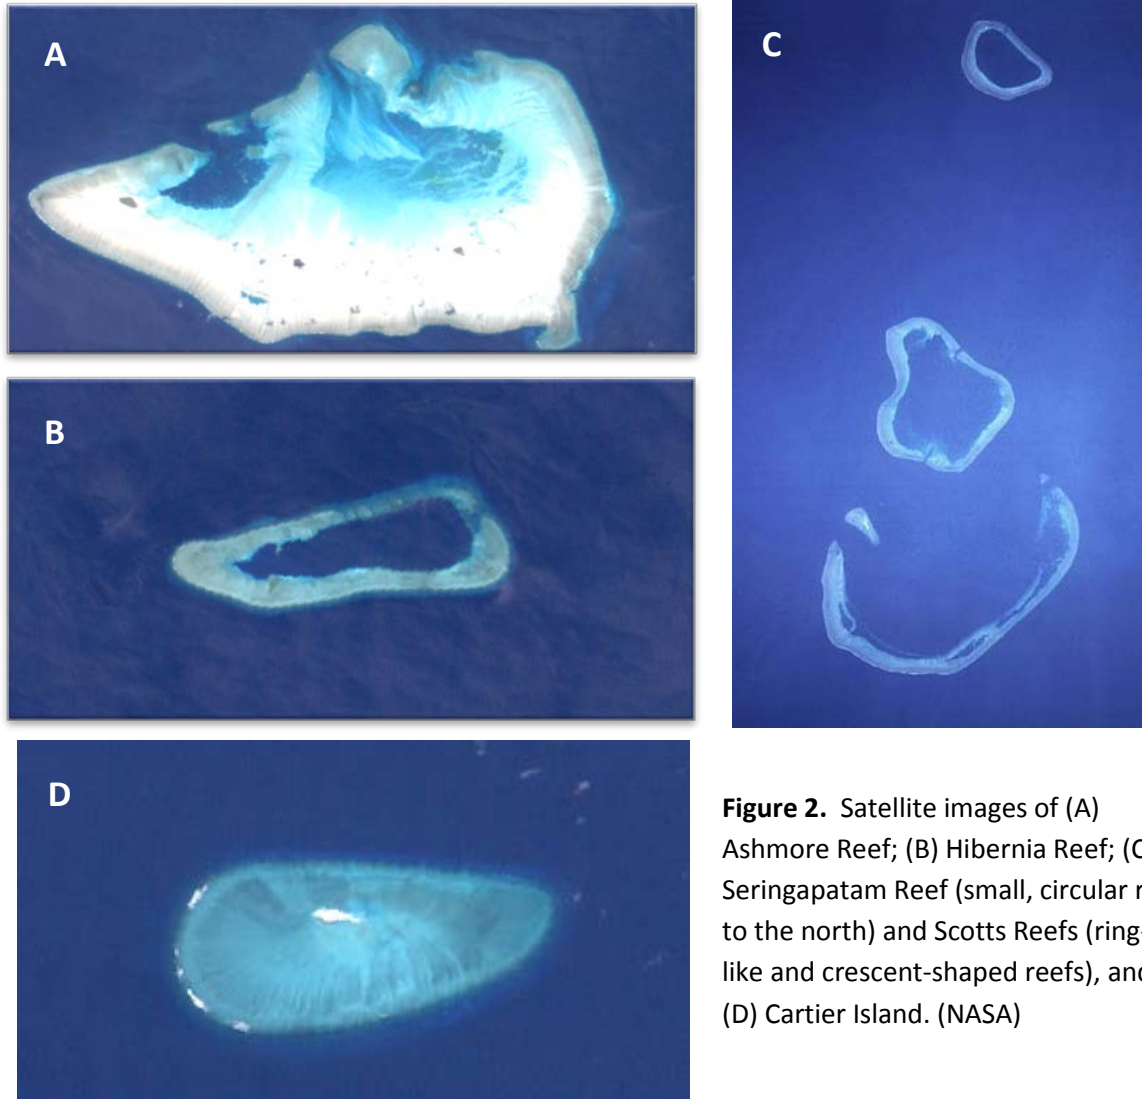 A
B
C
D
Figure 2. Satellite images of (A)
Ashmore Reef; (B) Hibernia Reef; (C
Seringapatam Reef (small, circular r
to the north) and Scotts Reefs (ring-
like and crescent-shaped reefs), and
(D) Cartier Island. (NASA)